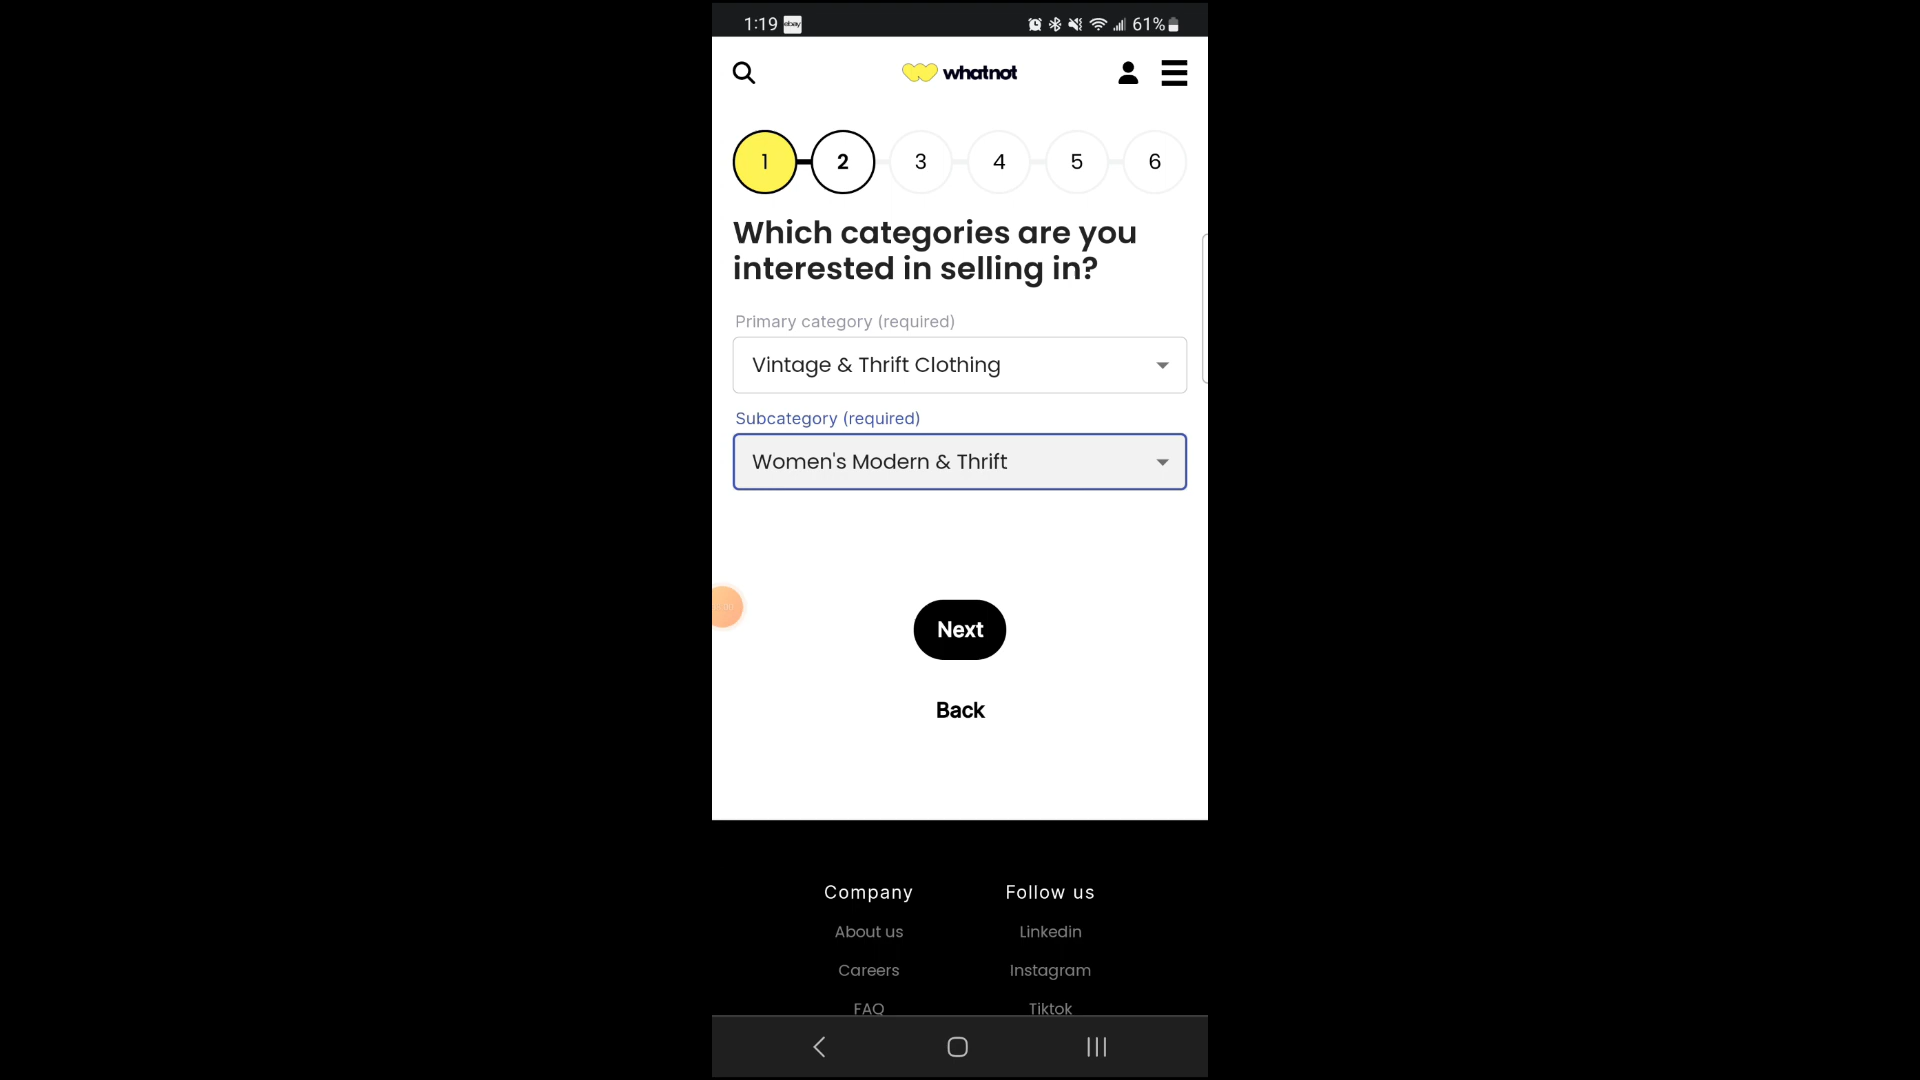 1:19 ebay 61%
whatnot
1 2 3 4 5 6
Which categories are you
interested in selling in?
Primary category (required)
Vintage & Thrift Clothing
Subcategory (required)
Women's Modern & Thrift
Next
Back
Company Follow us
About us Linkedin
Careers Instagram
FAQ Tiktok